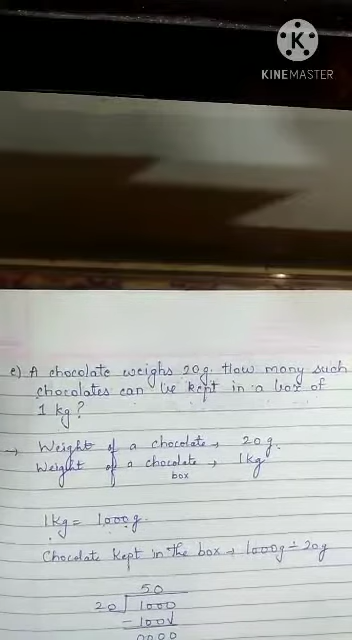 K
KINEMASTER
e) A chocolate weighs 20g. How many such
chocolates can be kept in a box of
1 kg?
→ Weight of a chocolate → 20g.
Weight of a chocolate → 1kg
box
1kg = 1000g.
Chocolate kept in the box → 1000g ÷ 20g
50
20 √1000
- 100↓
0000